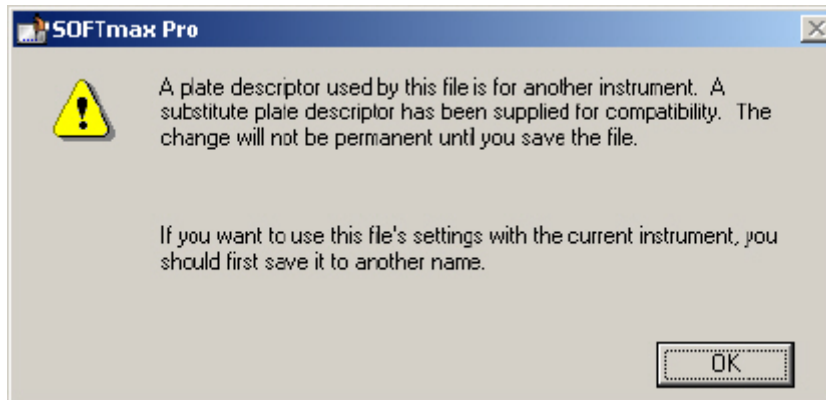 SOFTmax Pro
A plate descriptor used by this file is for another instrument. A
substitute plate descriptor has been supplied for compatibility. The
change will not be permanent until you save the file.
If you want to use this file's settings with the current instrument, you
should first save it to another name.
OK